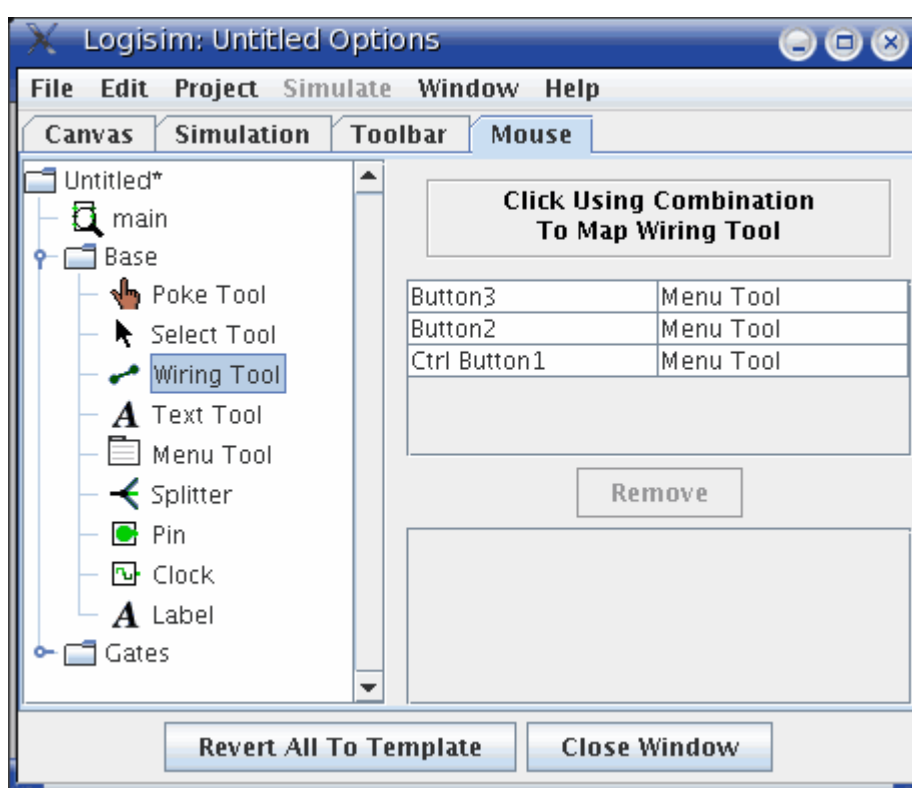 Logisim: Untitled Options
File Edit Project Simulate Window Help
Canvas Simulation Toolbar Mouse
Untitled*
main
Base
Poke Tool
Select Tool
Wiring Tool
Text Tool
Menu Tool
Splitter
Pin
Clock
Label
Gates
Click Using Combination
To Map Wiring Tool
Button3 Menu Tool
Button2 Menu Tool
Ctrl Button1 Menu Tool
Remove
Revert All To Template Close Window